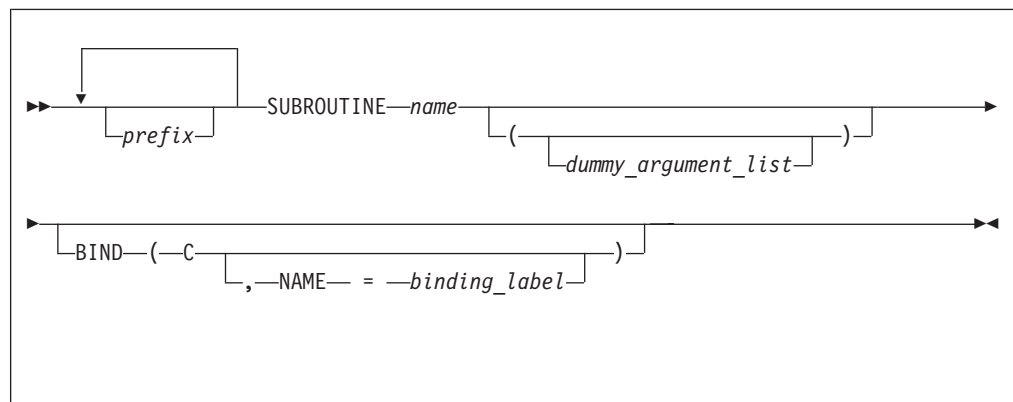 SUBROUTINE name
prefix
( )
dummy_argument_list
BIND ( C )
, NAME = binding_label